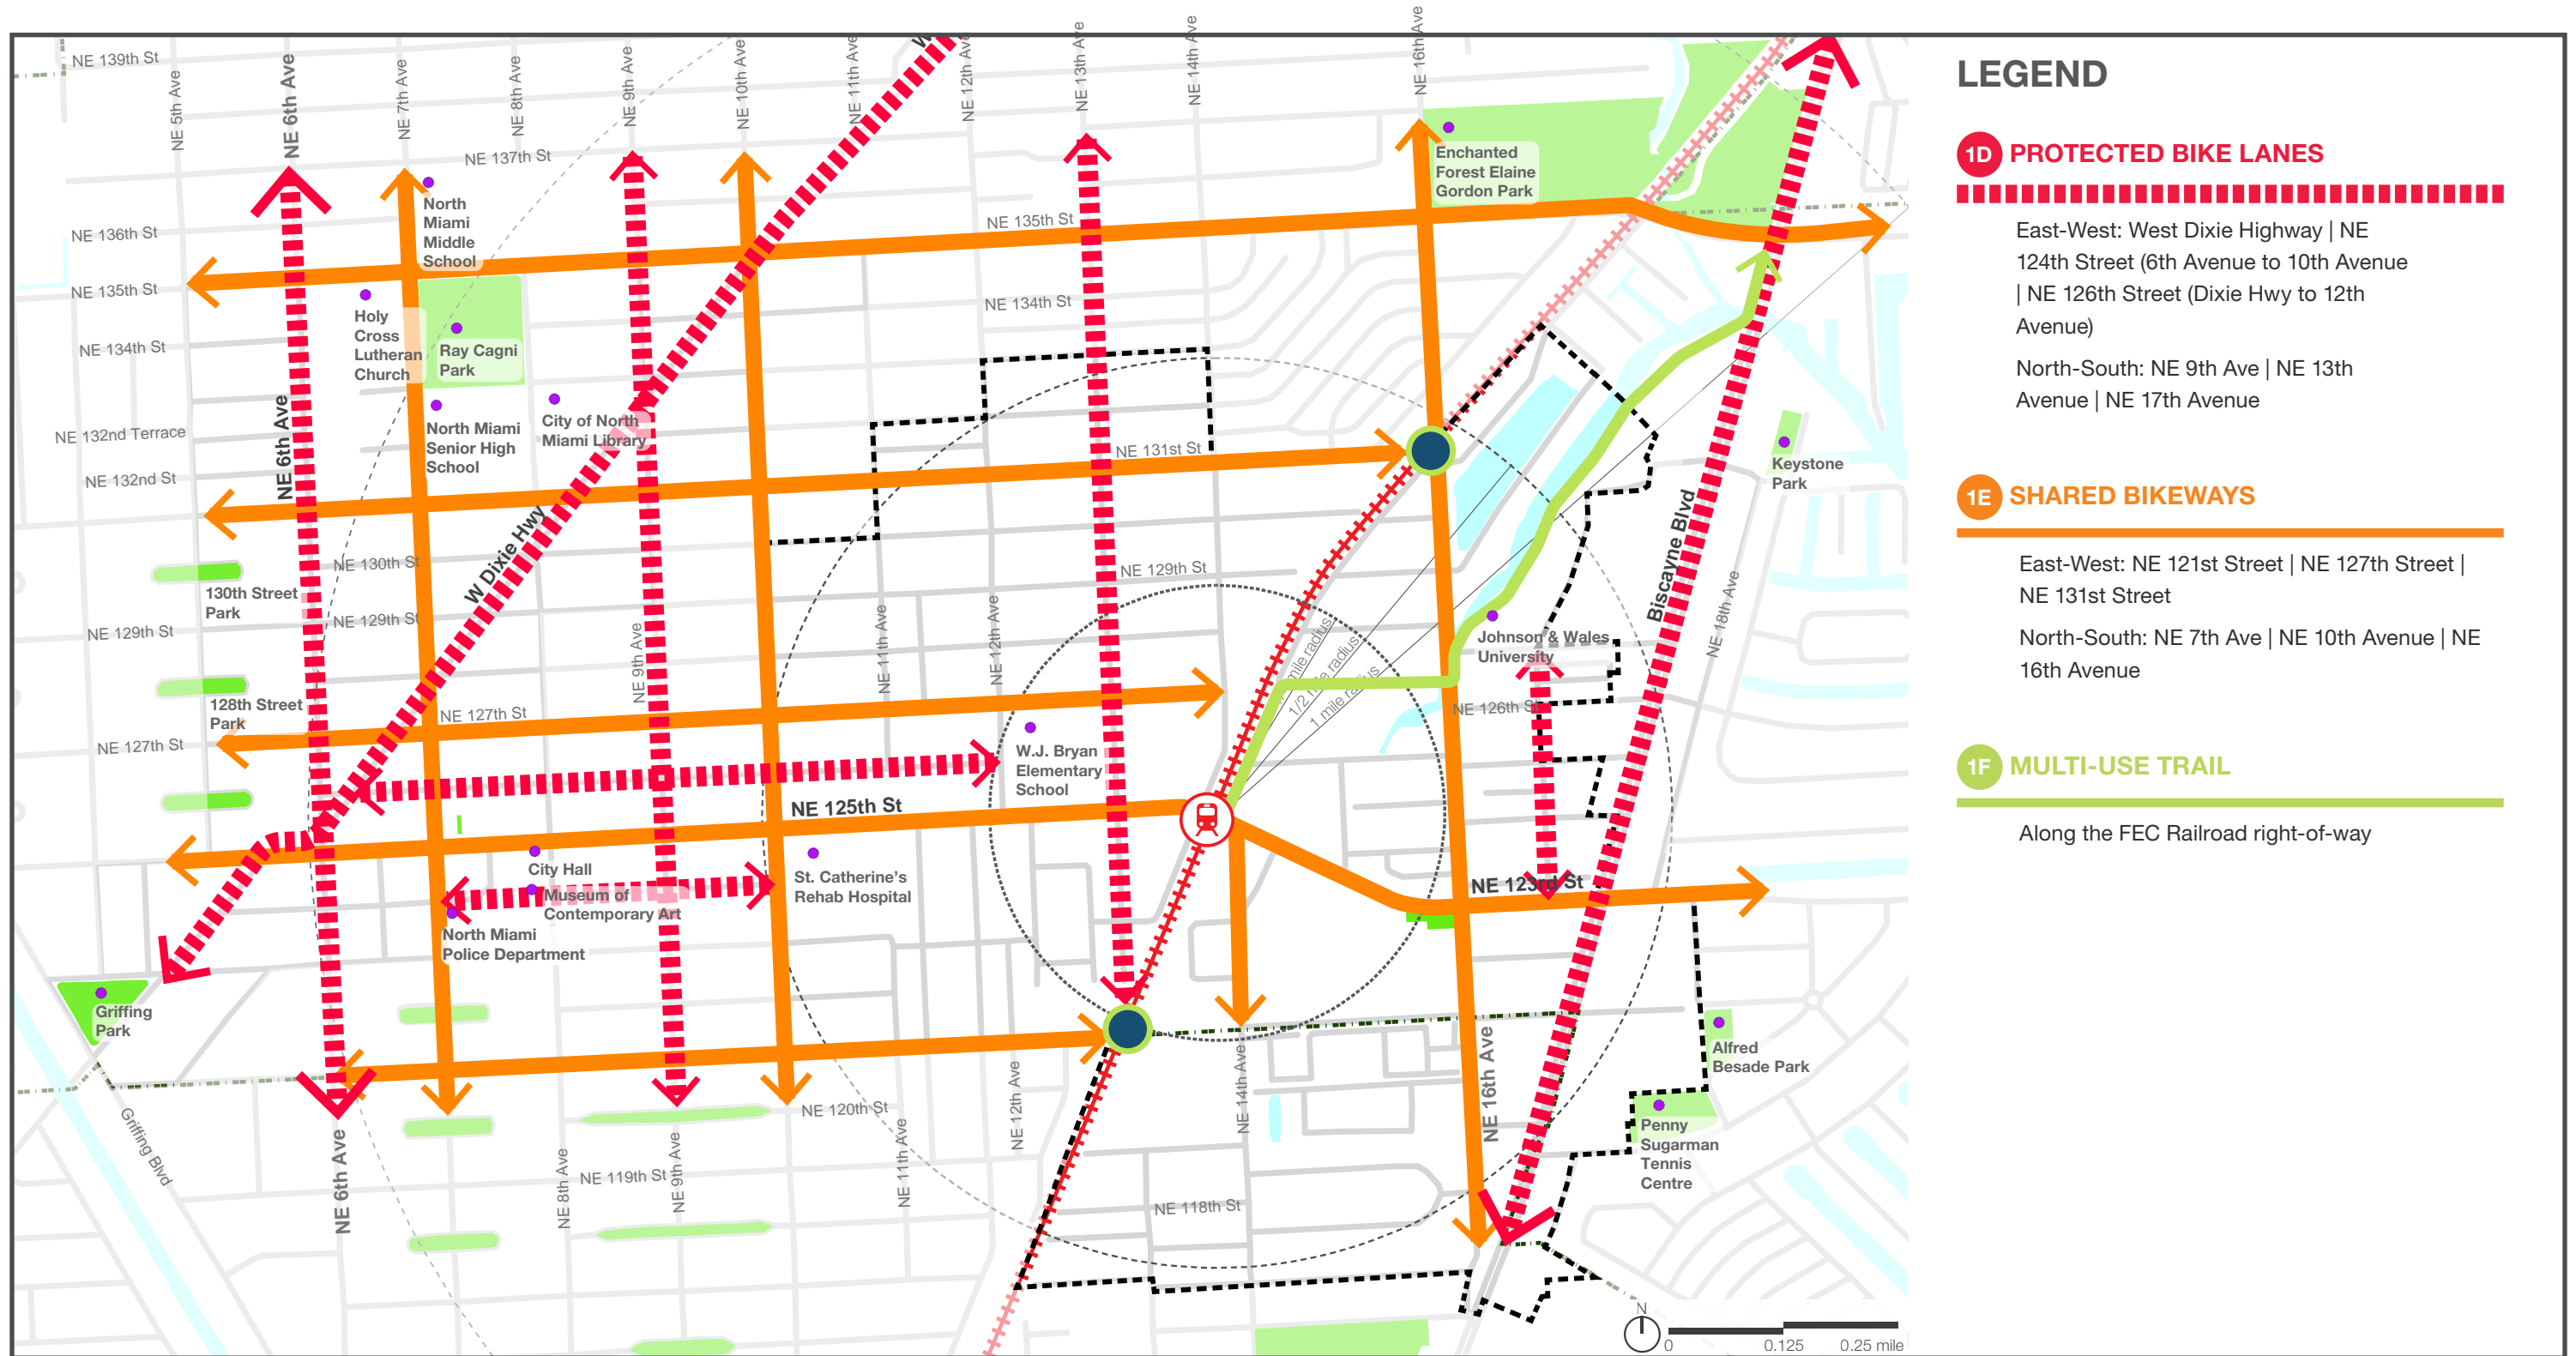 NE 139th St
NE 5th Ave
NE 6th Ave
NE 7th Ave
NE 8th Ave
NE 9th Ave
NE 10th Ave
NE 11th Ave
NE 12th Ave
NE 13th Ave
NE 14th Ave
NE 16th Ave
NE 137th St
NE 136th St
NE 135th St
NE 135th St
NE 134th St
NE 134th St
NE 132nd Terrace
NE 132nd St
NE 131st St
NE 130th St
NE 129th St
NE 129th St
NE 129th St
NE 127th St
NE 127th St
NE 126th St
NE 125th St
NE 123rd St
NE 120th St
NE 119th St
NE 118th St
North
Miami
Middle
School
Holy
Cross
Lutheran
Church
Ray Cagni
Park
North Miami
Senior High
School
City of North
Miami Library
Enchanted
Forest Elaine
Gordon Park
Keystone
Park
130th Street
Park
128th Street
Park
NE 6th Ave
W Dixie Hwy
NE 9th Ave
NE 11th Ave
NE 12th Ave
W.J. Bryan
Elementary
School
mile radius
1/2 mile radius
1 mile radius
Johnson & Wales
University
Biscayne Blvd
NE 18th Ave
City Hall
Museum of
Contemporary Art
North Miami
Police Department
St. Catherine's
Rehab Hospital
Griffing
Park
Griffing Blvd
NE 6th Ave
NE 8th Ave
NE 9th Ave
NE 11th Ave
NE 12th Ave
NE 14th Ave
NE 16th Ave
Alfred
Besade Park
Penny
Sugarman
Tennis
Centre
N
0
0.125
0.25 mile
LEGEND
1D PROTECTED BIKE LANES
East-West: West Dixie Highway | NE
124th Street (6th Avenue to 10th Avenue
| NE 126th Street (Dixie Hwy to 12th
Avenue)
North-South: NE 9th Ave | NE 13th
Avenue | NE 17th Avenue
1E SHARED BIKEWAYS
East-West: NE 121st Street | NE 127th Street |
NE 131st Street
North-South: NE 7th Ave | NE 10th Avenue | NE
16th Avenue
1F MULTI-USE TRAIL
Along the FEC Railroad right-of-way